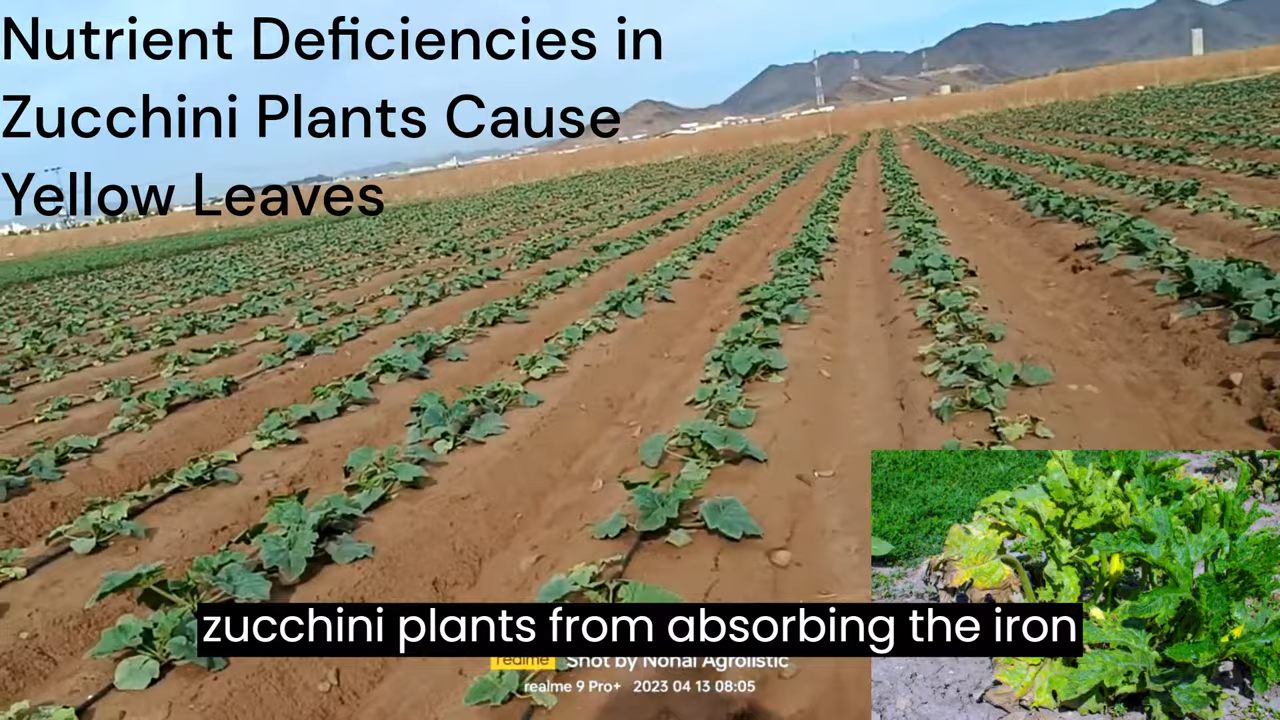 Nutrient Deficiencies in
Zucchini Plants Cause
Yellow Leaves
zucchini plants from absorbing the iron
realme Shot by Nonai Agrolistic
realme 9 Pro+ 2023 04 13 08:05